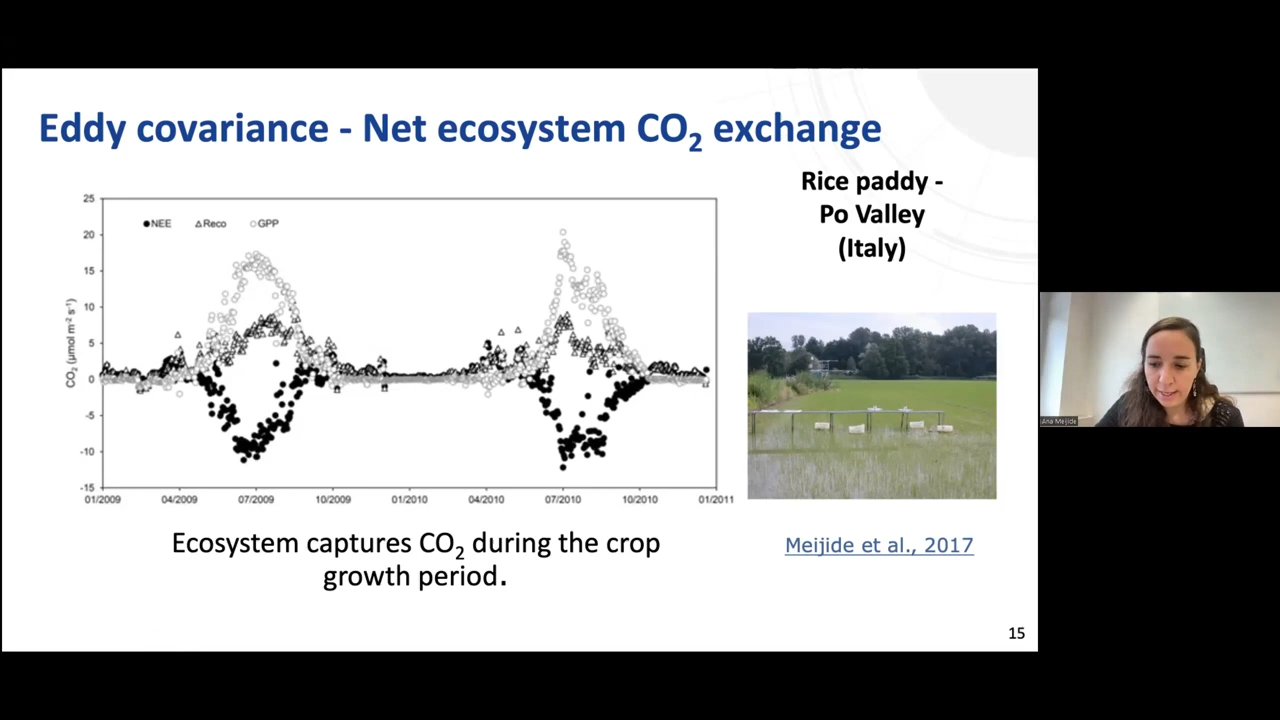 Eddy covariance - Net ecosystem CO₂ exchange
Rice paddy -
Po Valley
(Italy)
CO₂ (µmol m⁻² s⁻¹)
25
20
15
10
5
0
-5
-10
-15
●NEE △Reco ○GPP
01/2009 04/2009 07/2009 10/2009 01/2010 04/2010 07/2010 10/2010 01/2011
Ecosystem captures CO₂ during the crop
growth period.
Meijide et al., 2017
15
Ana Meijide